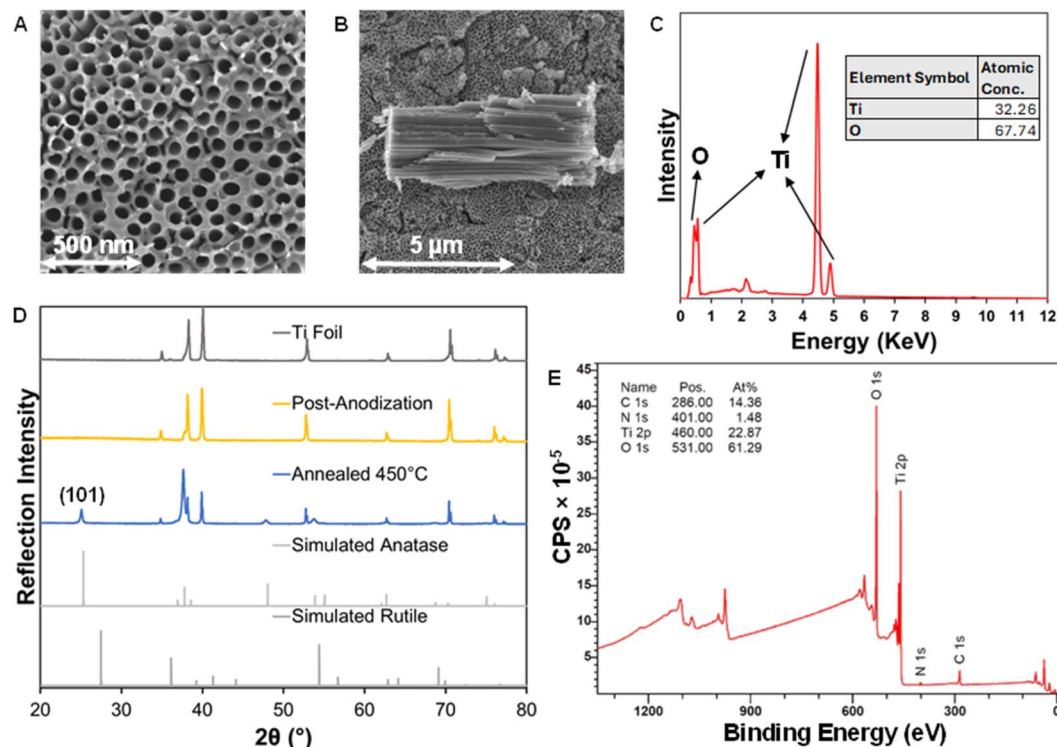 A
500 nm
B
5 µm
C
Intensity
O
Ti
Element Symbol Atomic Conc.
Ti 32.26
O 67.74
0 1 2 3 4 5 6 7 8 9 10 11 12
Energy (KeV)
D
Reflection Intensity
Ti Foil
Post-Anodization
Annealed 450°C
(101)
Simulated Anatase
Simulated Rutile
20 30 40 50 60 70 80
2θ (°)
E
CPS × 10⁻⁵
45
40
35
30
25
20
15
10
5
Name Pos. At%
C 1s 286.00 14.36
N 1s 401.00 1.48
Ti 2p 460.00 22.87
O 1s 531.00 61.29
O 1s
Ti 2p
N 1s
C 1s
1200 900 600 300 0
Binding Energy (eV)